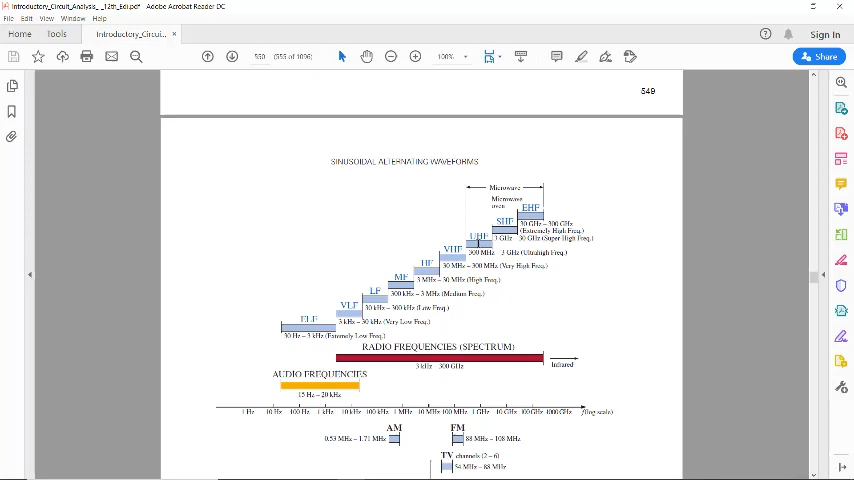 Introductory_Circuit_Analysis_ _12th_Edi.pdf - Adobe Acrobat Reader DC
File Edit View Window Help
Home Tools Introductory_Circui... × Sign In
550 (555 of 1096) 100% Share
549
SINUSOIDAL ALTERNATING WAVEFORMS
Microwave
Microwave
oven
EHF
30 GHz – 300 GHz
(Extremely High Freq.)
SHF
3 GHz – 30 GHz (Super-High Freq.)
UHF
300 MHz – 3 GHz (Ultrahigh Freq.)
VHF
30 MHz – 300 MHz (Very High Freq.)
HF
3 MHz – 30 MHz (High Freq.)
MF
300 kHz – 3 MHz (Medium Freq.)
LF
30 kHz – 300 kHz (Low Freq.)
VLF
3 kHz – 30 kHz (Very Low Freq.)
ELF
30 Hz – 3 kHz (Extremely Low Freq.)
RADIO FREQUENCIES (SPECTRUM)
3 kHz – 300 GHz
Infrared
AUDIO FREQUENCIES
15 Hz – 20 kHz
1 Hz 10 Hz 100 Hz 1 kHz 10 kHz 100 kHz 1 MHz 10 MHz 100 MHz 1 GHz 10 GHz 100 GHz 1000 GHz f (log scale)
AM FM
0.53 MHz – 1.71 MHz 88 MHz – 108 MHz
TV channels (2 – 6)
54 MHz – 88 MHz